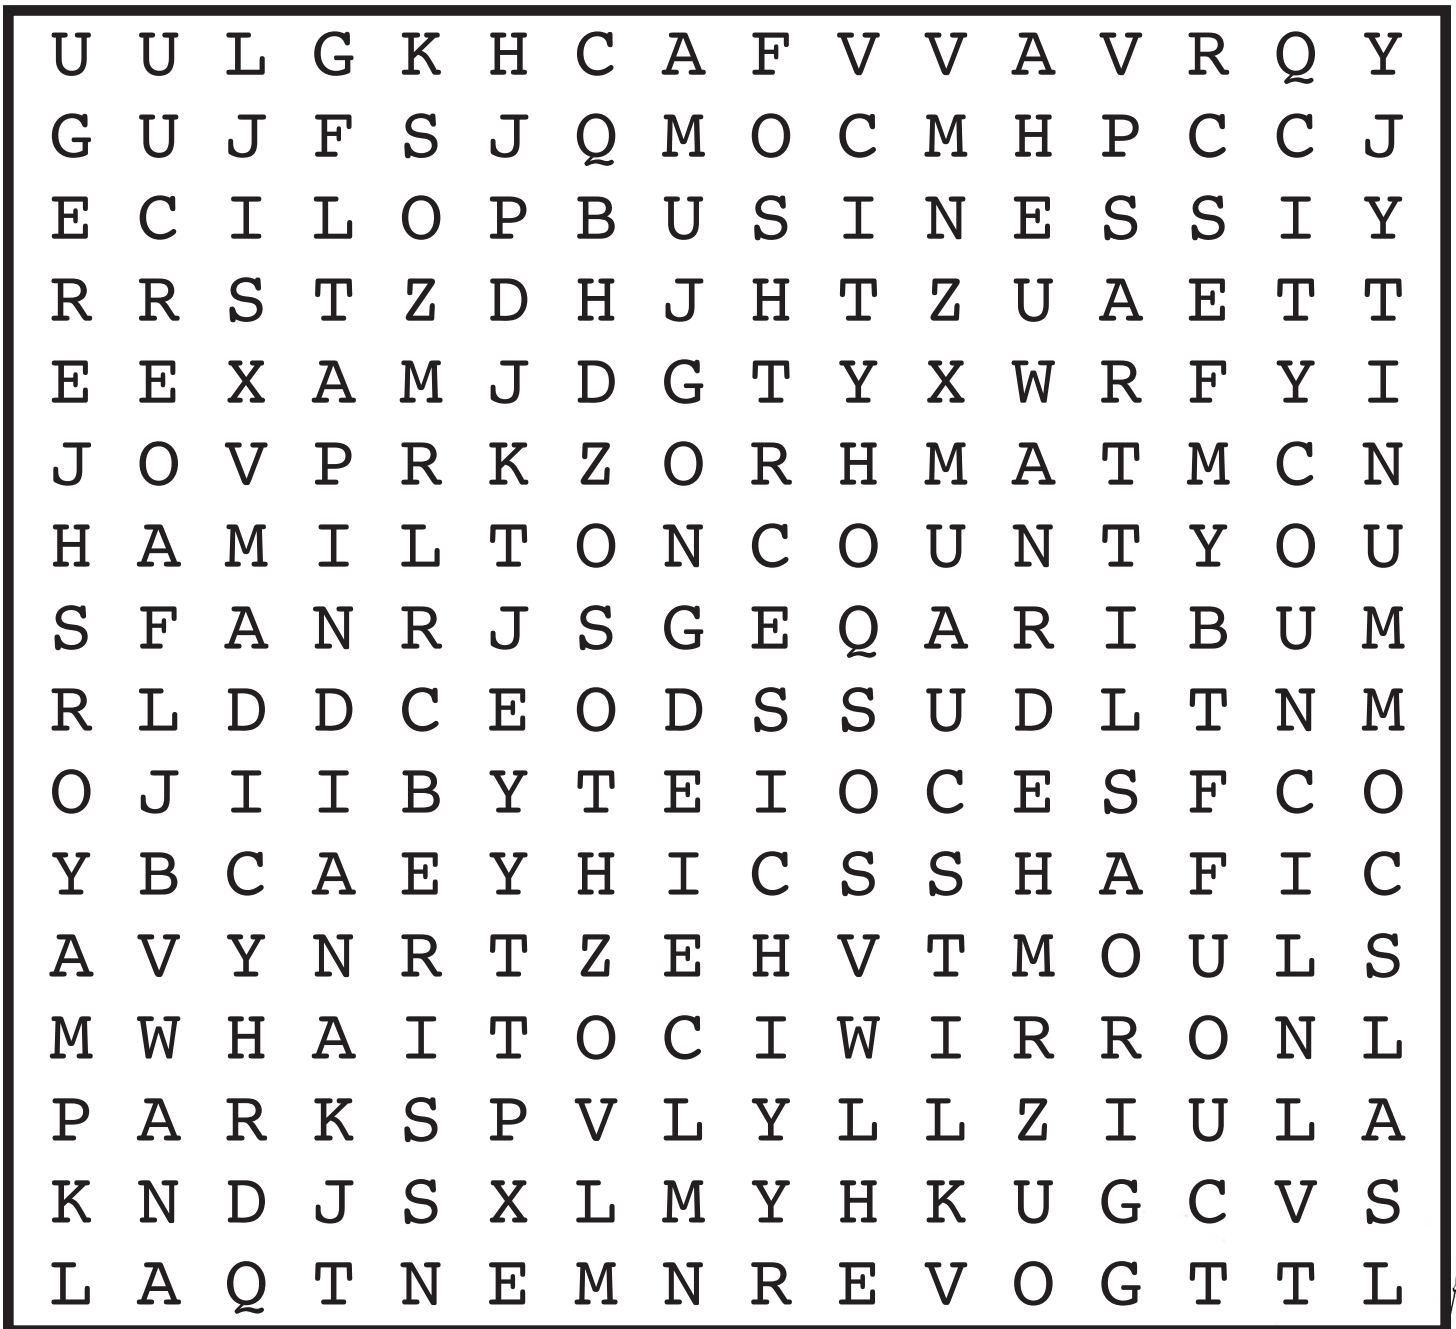 U U L G K H C A F V V A V R Q Y
G U J F S J Q M O C M H P C C J
E C I L O P B U S I N E S S I Y
R R S T Z D H J H T Z U A E T T
E E X A M J D G T Y X W R F Y I
J O V P R K Z O R H M A T M C N
H A M I L T O N C O U N T Y O U
S F A N R J S G E Q A R I B U M
R L D D C E O D S S U D L T N M
O J I I B Y T E I O C E S F C O
Y B C A E Y H I C S S H A F I C
A V Y N R T Z E H V T M O U L S
M W H A I T O C I W I R R O N L
P A R K S P V L Y L L Z I U L A
K N D J S X L M Y H K U G C V S
L A Q T N E M N R E V O G T T L